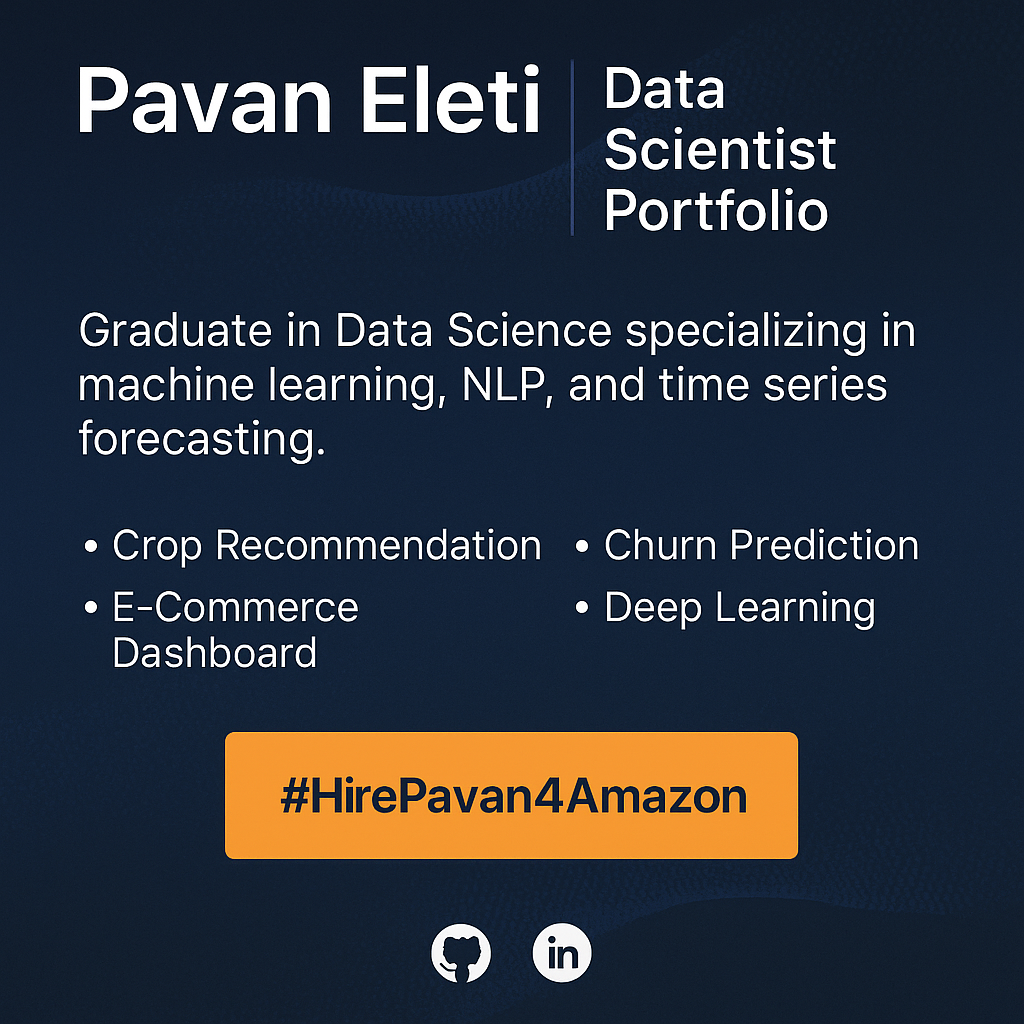 Pavan Eleti
Data
Scientist
Portfolio
Graduate in Data Science specializing in
machine learning, NLP, and time series
forecasting.
• Crop Recommendation
• E-Commerce
Dashboard
• Churn Prediction
• Deep Learning
#HirePavan4Amazon
in